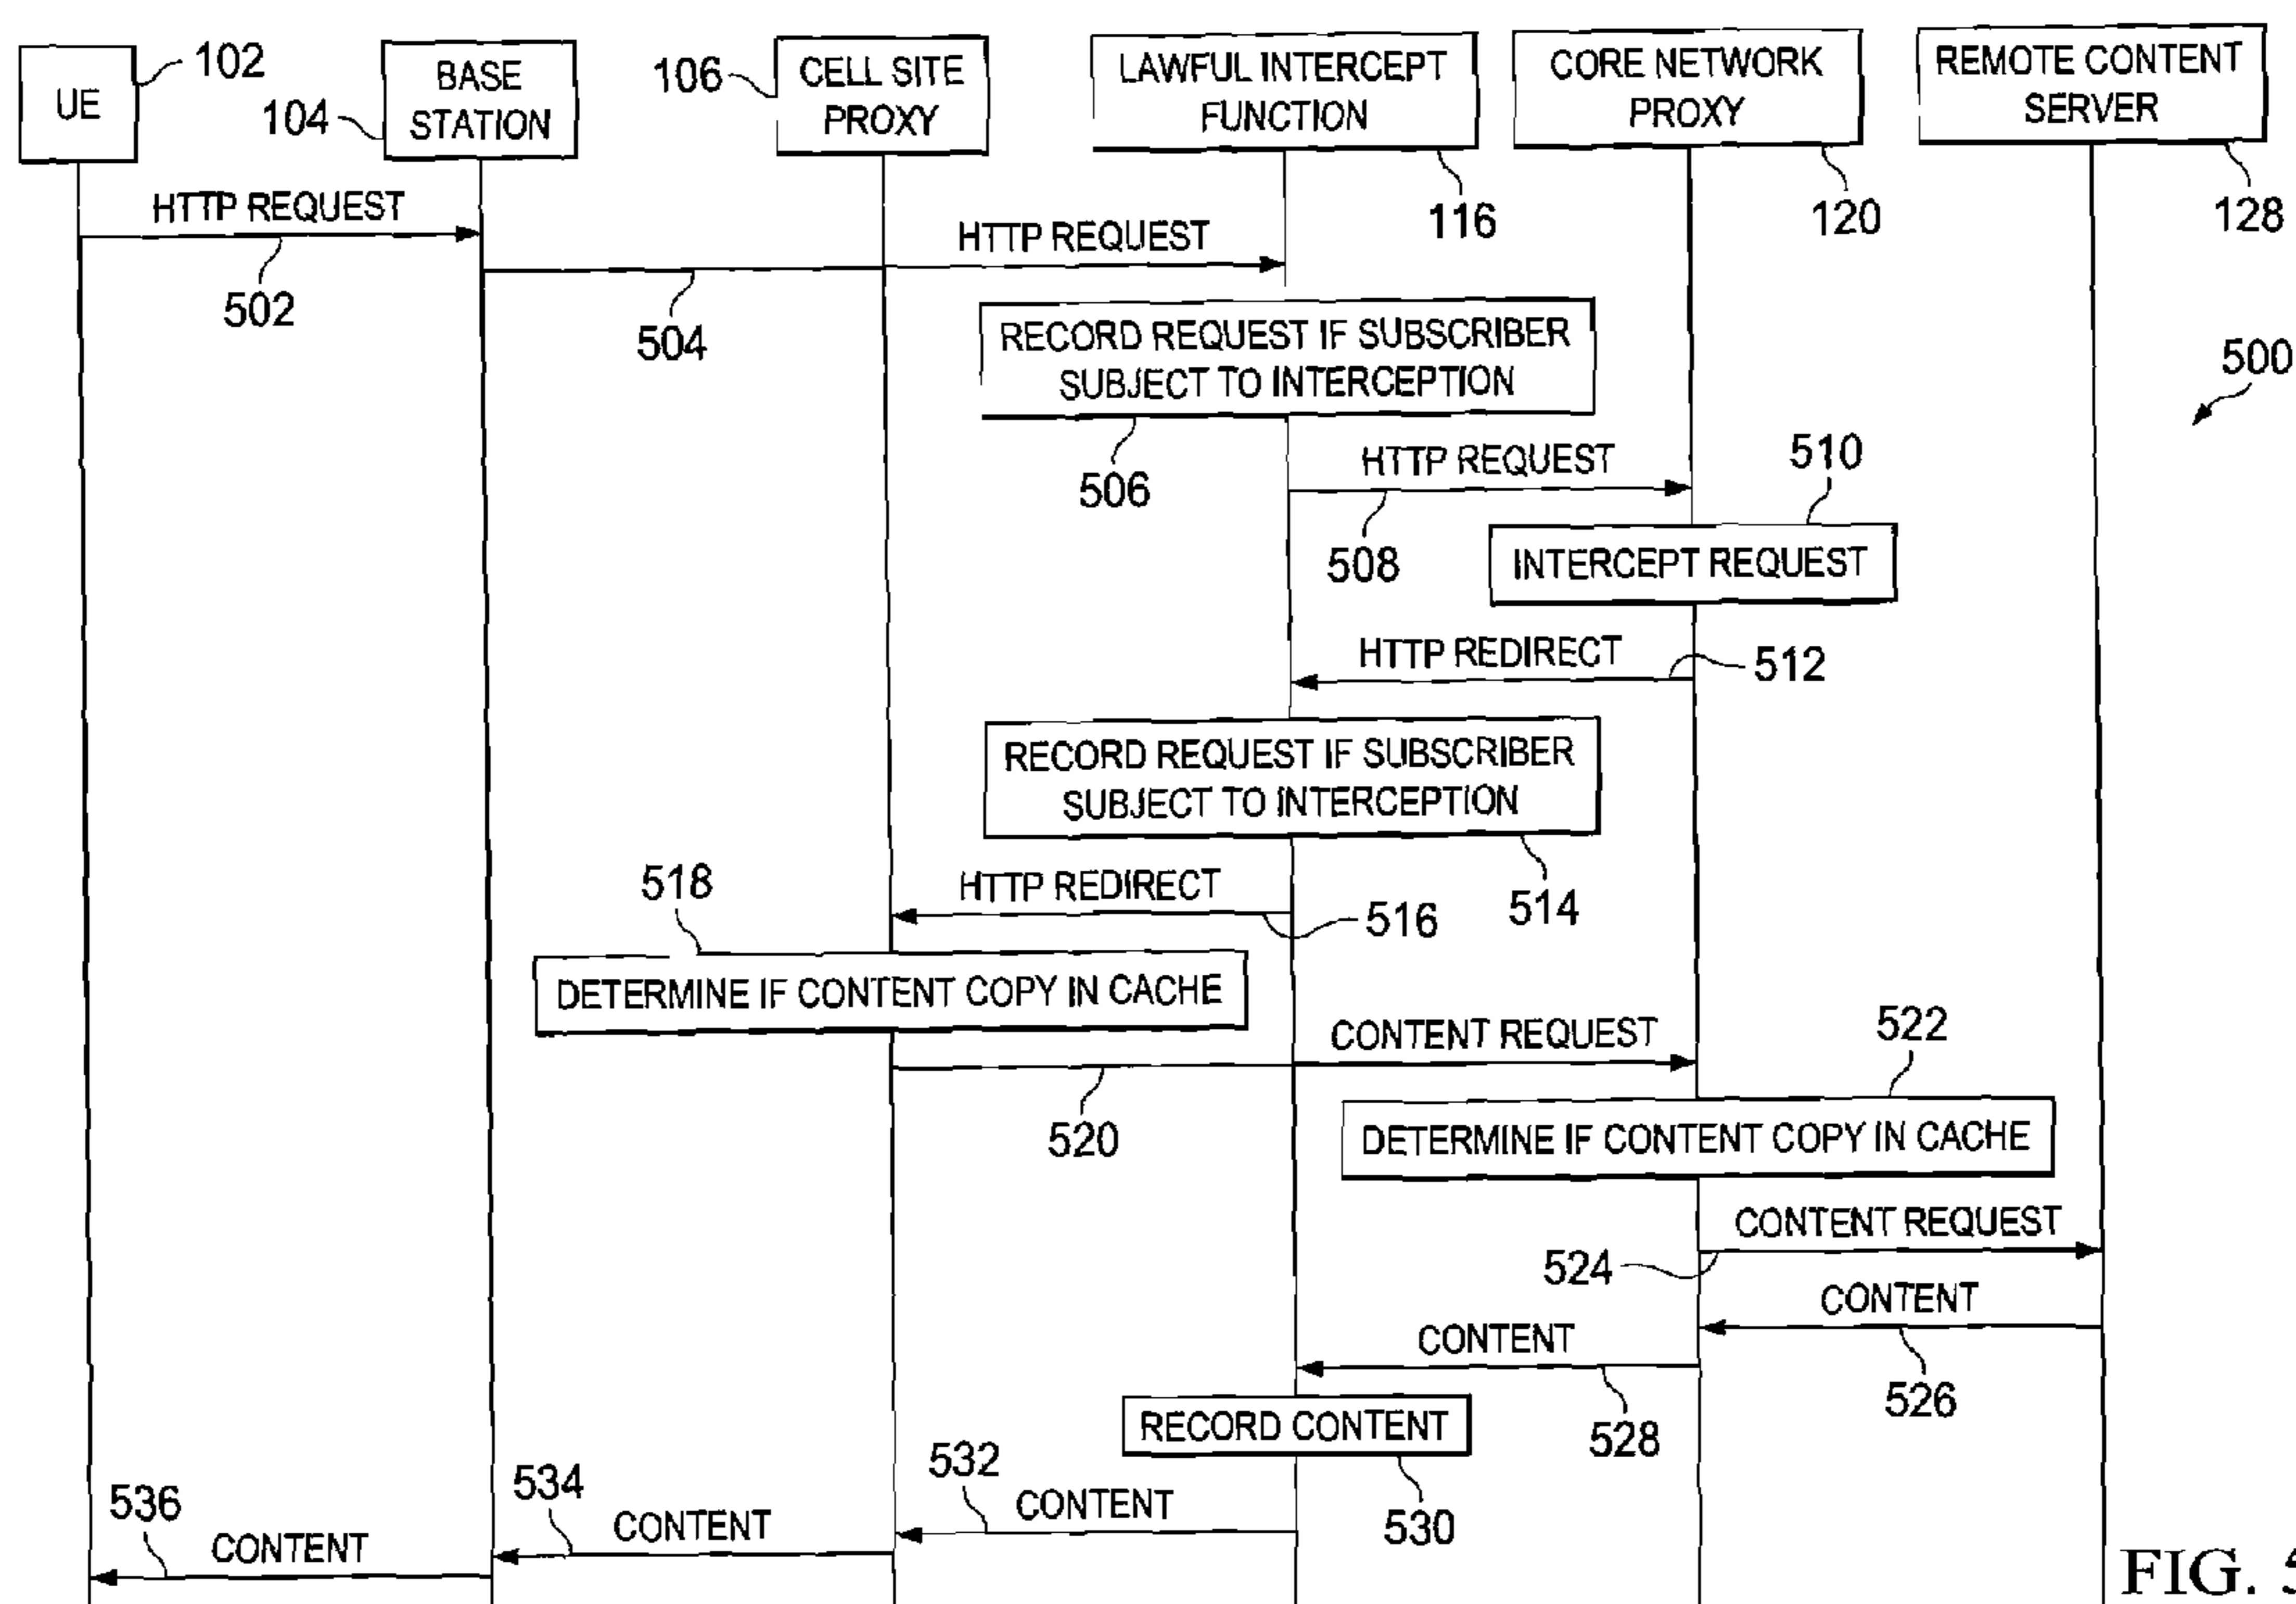 UE
102
BASE
STATION
104
CELL SITE
PROXY
106
LAWFUL INTERCEPT
FUNCTION
116
CORE NETWORK
PROXY
120
REMOTE CONTENT
SERVER
128
HTTP REQUEST
502
HTTP REQUEST
504
RECORD REQUEST IF SUBSCRIBER
SUBJECT TO INTERCEPTION
506
500
HTTP REQUEST
508
510
INTERCEPT REQUEST
HTTP REDIRECT
512
RECORD REQUEST IF SUBSCRIBER
SUBJECT TO INTERCEPTION
514
HTTP REDIRECT
516
518
DETERMINE IF CONTENT COPY IN CACHE
CONTENT REQUEST
520
522
DETERMINE IF CONTENT COPY IN CACHE
CONTENT REQUEST
524
CONTENT
526
CONTENT
528
RECORD CONTENT
530
CONTENT
532
CONTENT
534
CONTENT
536
FIG. 5